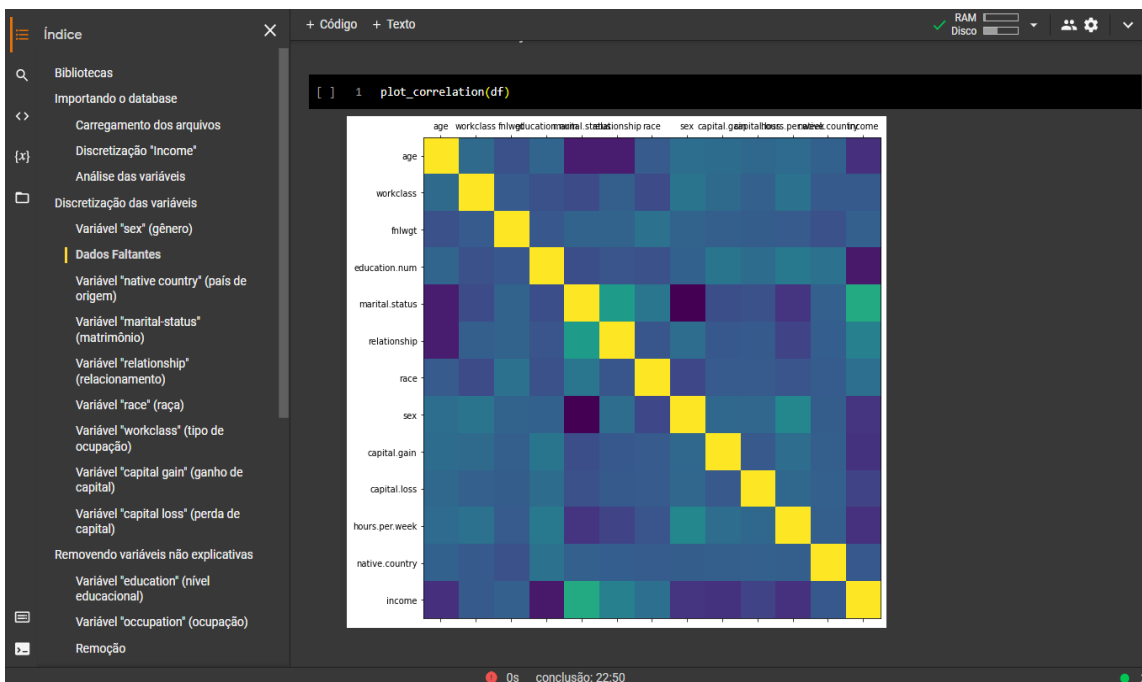 Índice
Bibliotecas
Importando o database
Carregamento dos arquivos
Discretização "Income"
Análise das variáveis
Discretização das variáveis
Variável "sex" (gênero)
Dados Faltantes
Variável "native country" (país de
origem)
Variável "marital-status"
(matrimônio)
Variável "relationship"
(relacionamento)
Variável "race" (raça)
Variável "workclass" (tipo de
ocupação)
Variável "capital gain" (ganho de
capital)
Variável "capital loss" (perda de
capital)
Removendo variáveis não explicativas
Variável "education" (nível
educacional)
Variável "occupation" (ocupação)
Remoção
{x}
+ Código + Texto
RAM
Disco
[ ] 1 plot_correlation(df)
age workclass race sex
age
workclass
fnlwgt
education.num
marital.status
relationship
race
sex
capital.gain
capital.loss
hours.per.week
native.country
income
0s conclusão: 22:50